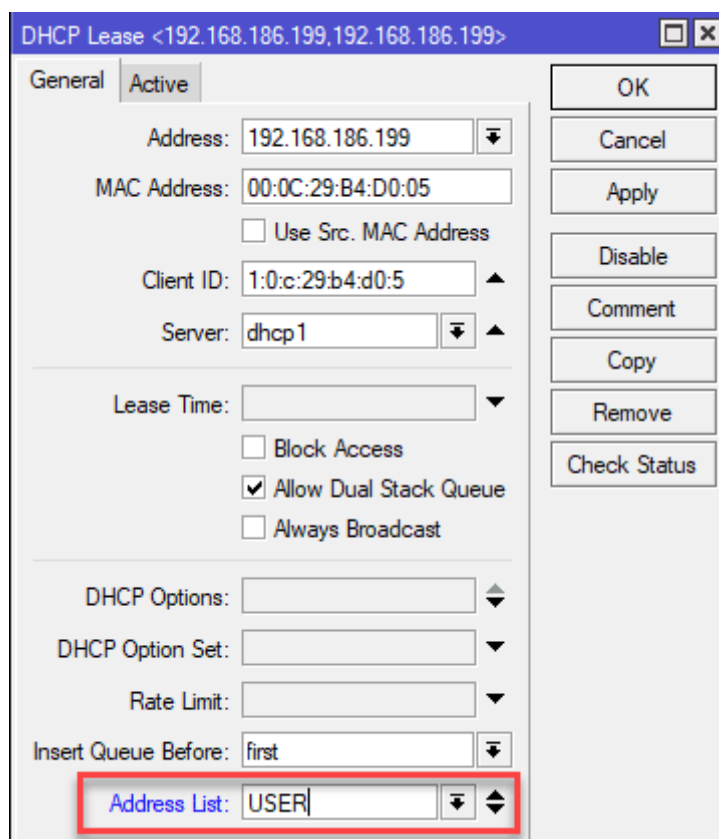 DHCP Lease <192.168.186.199,192.168.186.199>
General Active
OK
Cancel
Apply
Disable
Comment
Copy
Remove
Check Status
Address: 192.168.186.199
MAC Address: 00:0C:29:B4:D0:05
Use Src. MAC Address
Client ID: 1:0:c:29:b4:d0:5
Server: dhcp1
Lease Time:
Block Access
Allow Dual Stack Queue
Always Broadcast
DHCP Options:
DHCP Option Set:
Rate Limit:
Insert Queue Before: first
Address List: USER